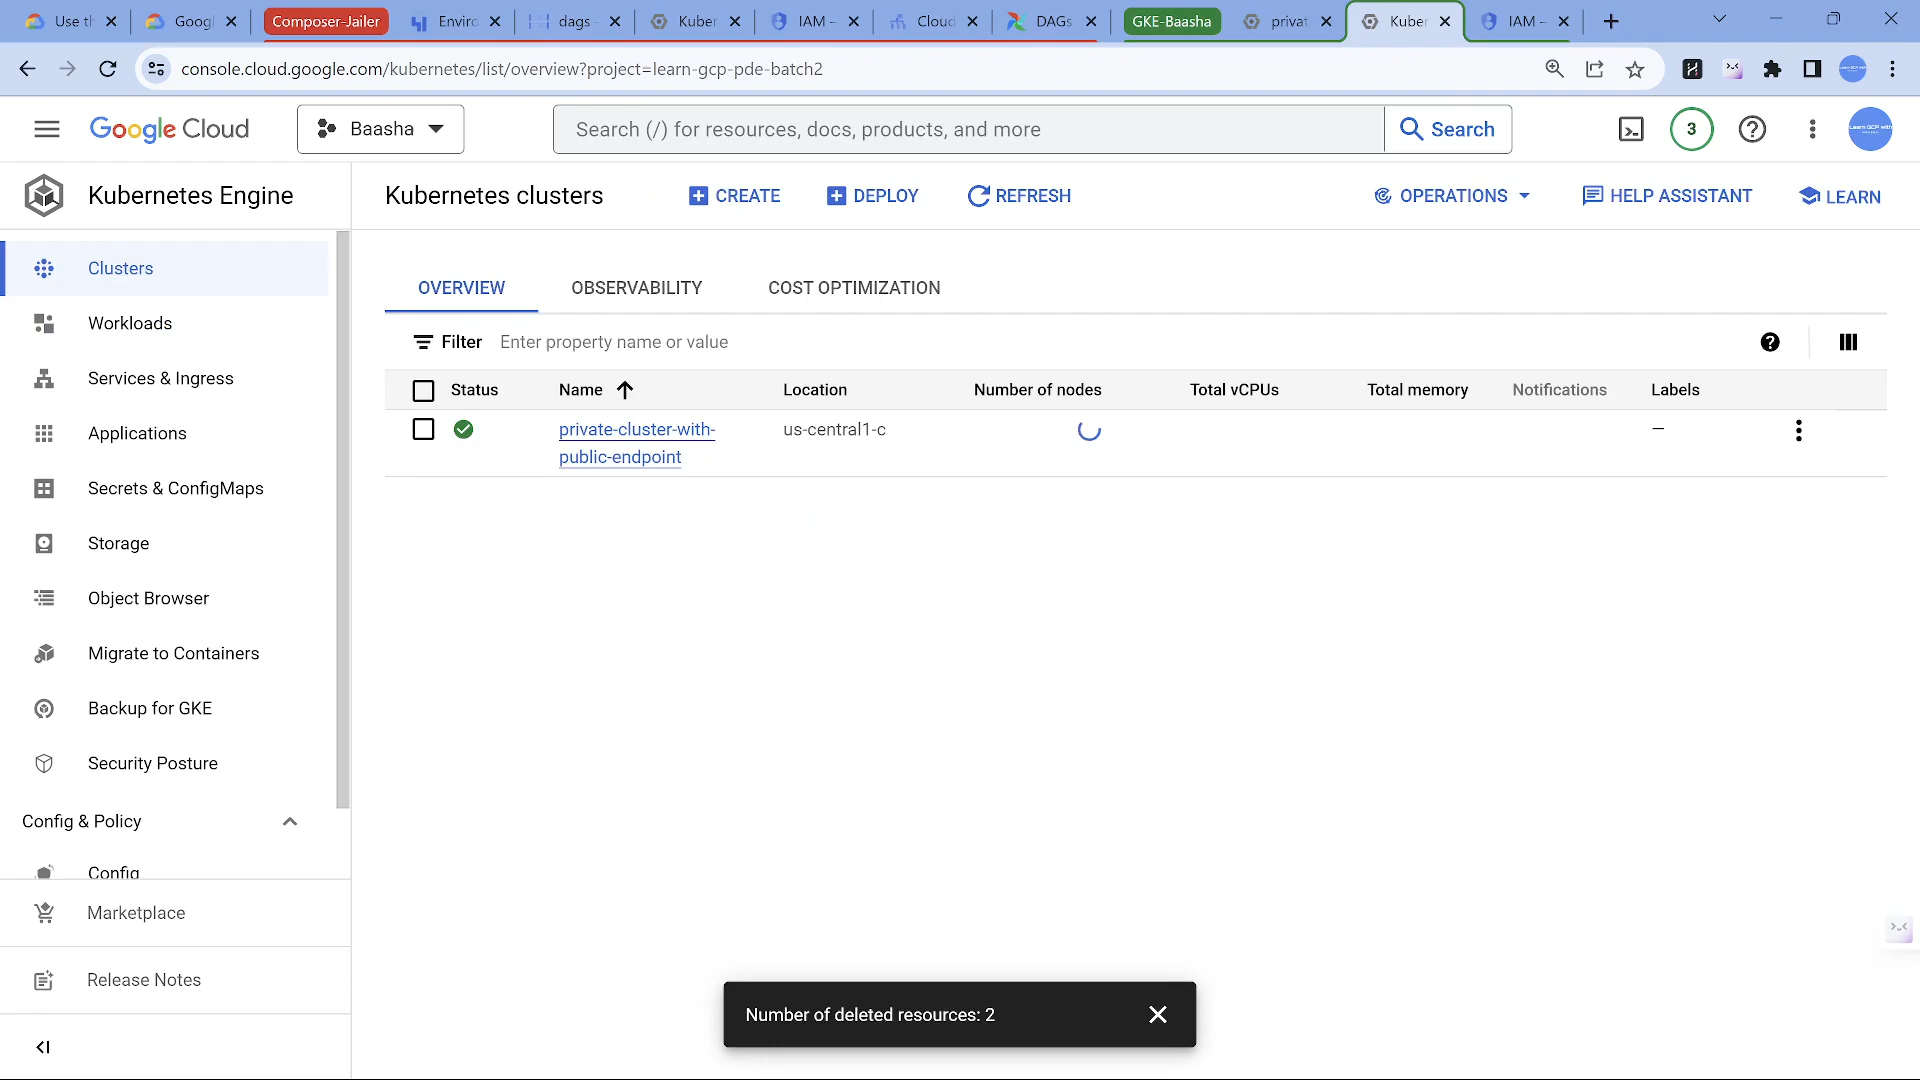 Use th
Googl
Composer-Jailer
Enviro
dags -
Kuber
IAM –
Cloud
DAGs
GKE-Baasha
privat
Kuber
IAM –
console.cloud.google.com/kubernetes/list/overview?project=learn-gcp-pde-batch2
Google Cloud
Baasha
Search (/) for resources, docs, products, and more
Search
3
Kubernetes Engine
Kubernetes clusters
CREATE
DEPLOY
REFRESH
OPERATIONS
HELP ASSISTANT
LEARN
Clusters
Workloads
Services & Ingress
Applications
Secrets & ConfigMaps
Storage
Object Browser
Migrate to Containers
Backup for GKE
Security Posture
Config & Policy
Config
Marketplace
Release Notes
OVERVIEW
OBSERVABILITY
COST OPTIMIZATION
Filter Enter property name or value
Status Name Location Number of nodes Total vCPUs Total memory Notifications Labels
private-cluster-with-
public-endpoint
us-central1-c
–
Number of deleted resources: 2